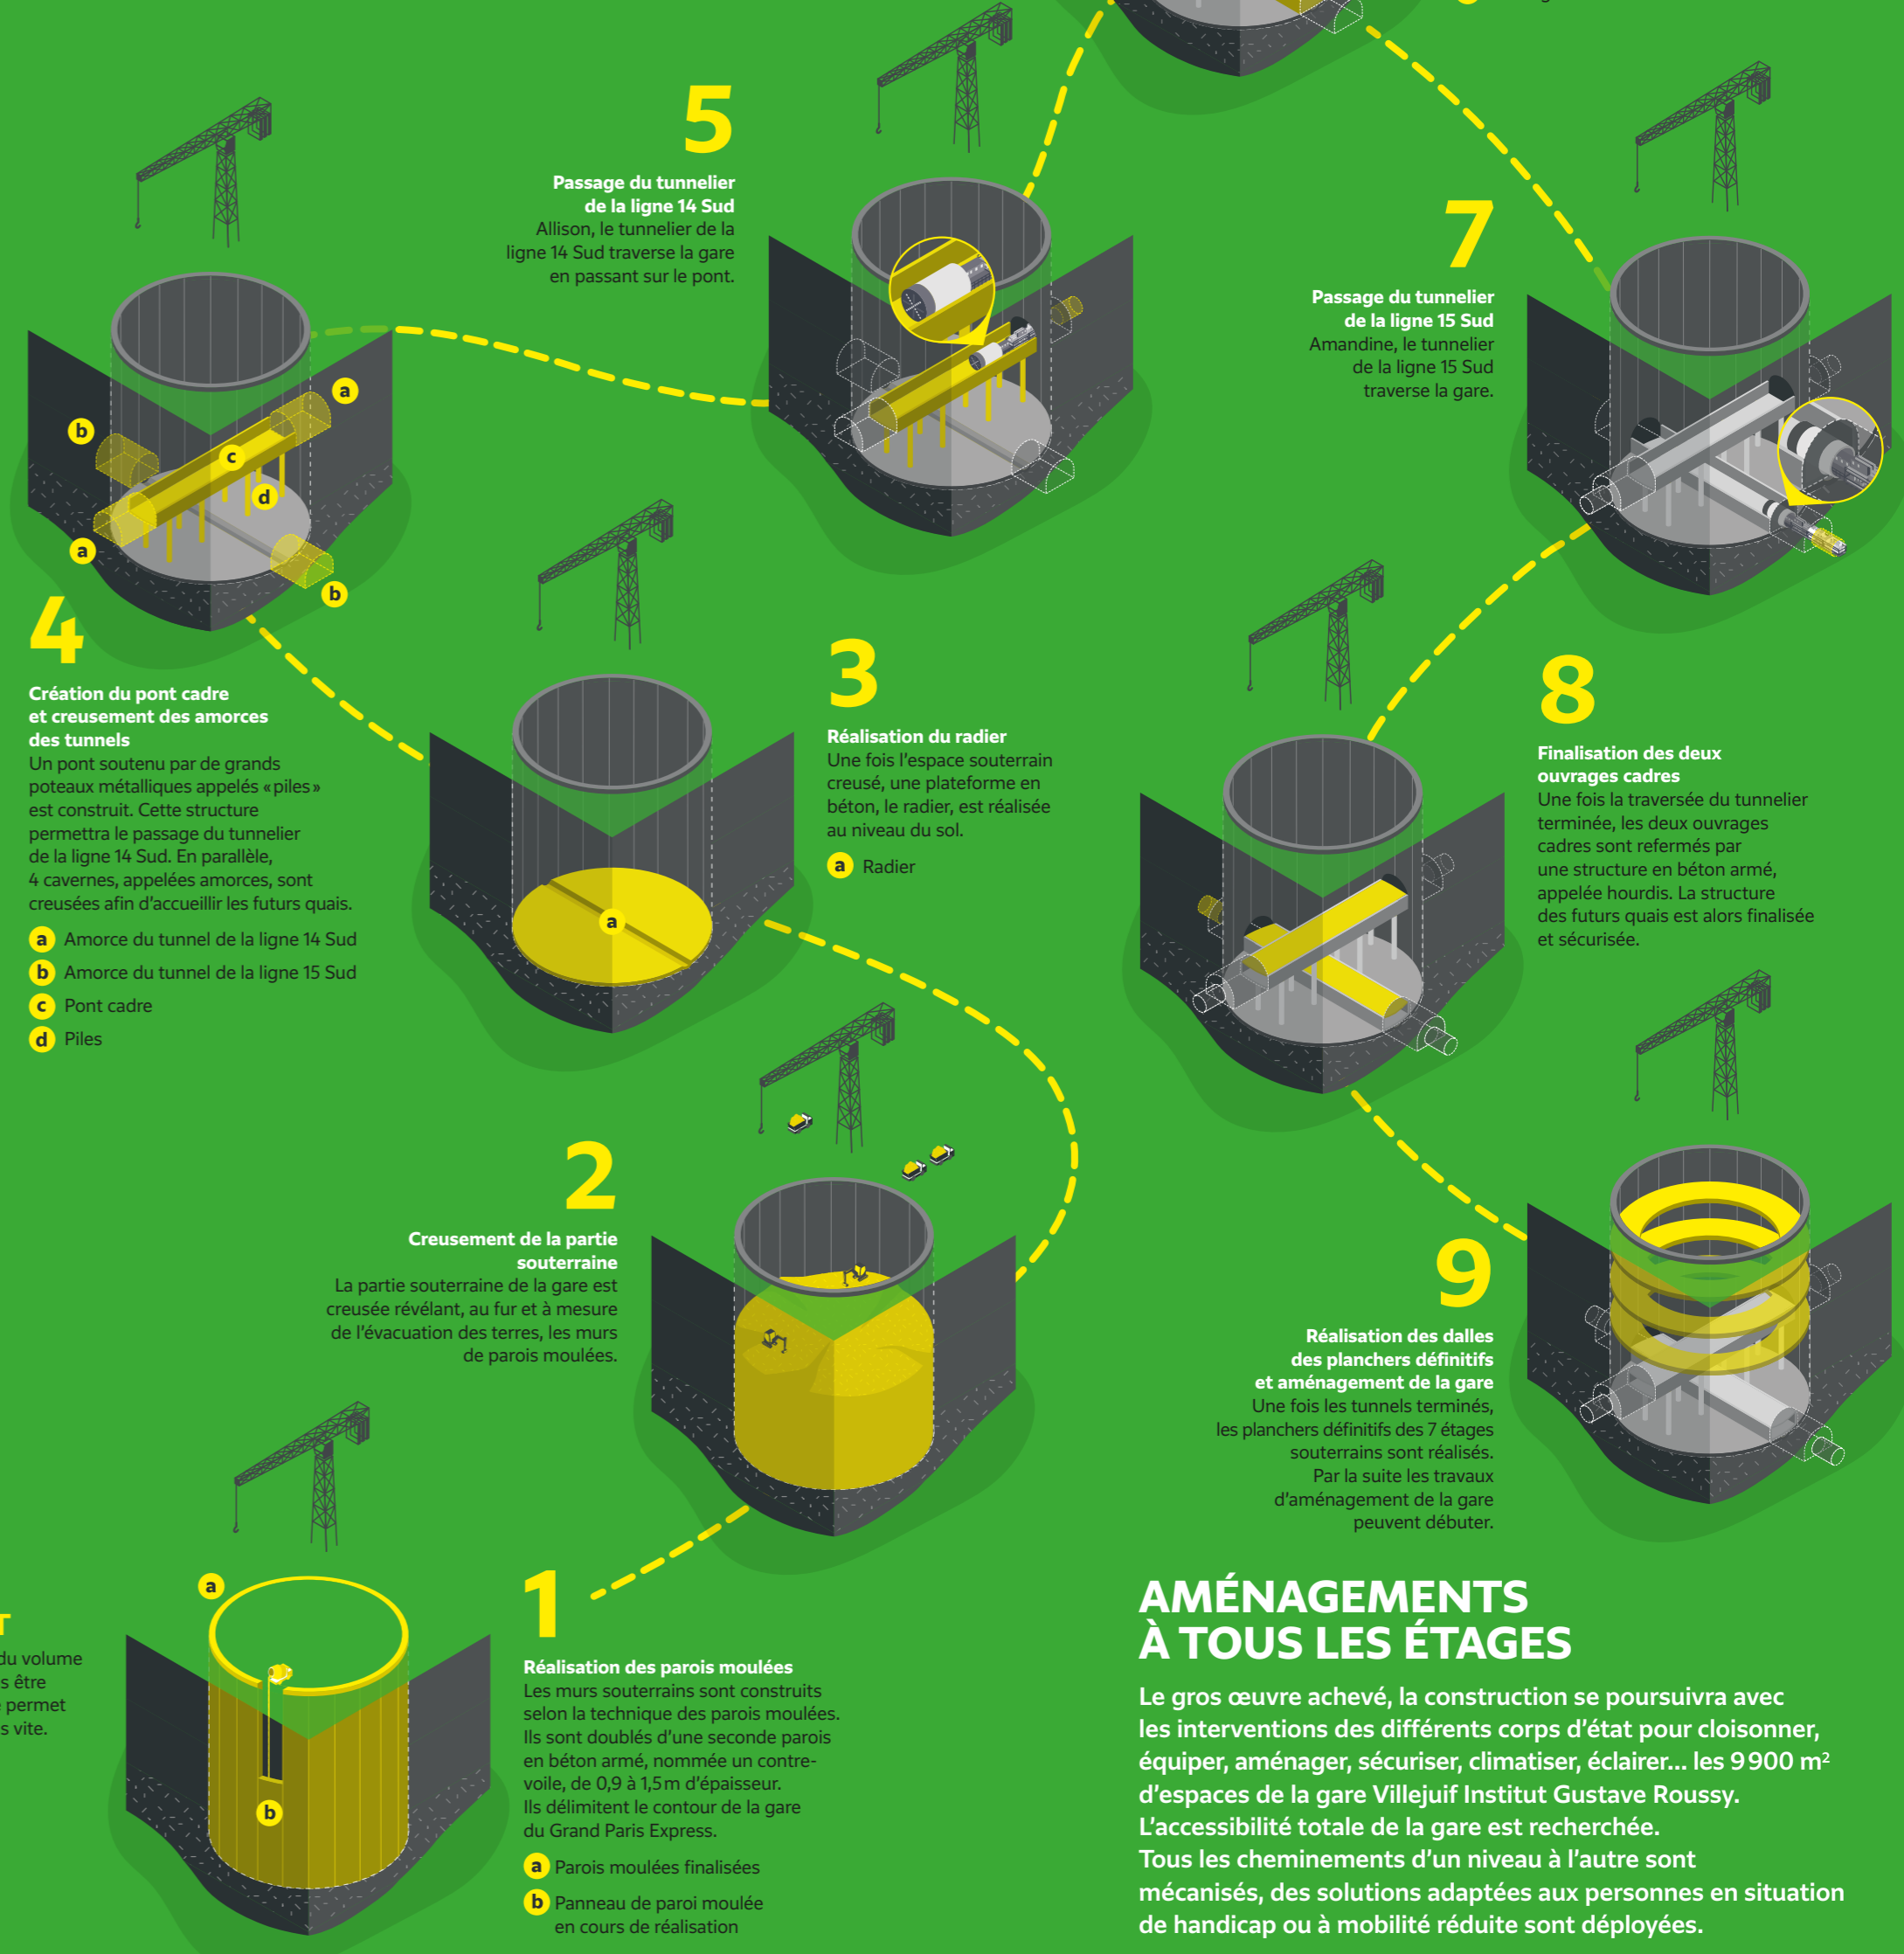 1
Réalisation des parois moulées
Les murs souterrains sont construits
selon la technique des parois moulées.
Ils sont doublés d'une seconde parois
en béton armé, nommée un contre-
voile, de 0,9 à 1,5 m d'épaisseur.
Ils délimitent le contour de la gare
du Grand Paris Express.
a Parois moulées finalisées
b Panneau de paroi moulée
en cours de réalisation
a
b
2
Creusement de la partie
souterraine
La partie souterraine de la gare est
creusée révélant, au fur et à mesure
de l'évacuation des terres, les murs
de parois moulées.
3
Réalisation du radier
Une fois l'espace souterrain
creusé, une plateforme en
béton, le radier, est réalisée
au niveau du sol.
a Radier
a
4
Création du pont cadre
et creusement des amorces
des tunnels
Un pont soutenu par de grands
poteaux métalliques appelés « piles »
est construit. Cette structure
permettra le passage du tunnelier
de la ligne 14 Sud. En parallèle,
4 cavernes, appelées amorces, sont
creusées afin d'accueillir les futurs quais.
a Amorce du tunnel de la ligne 14 Sud
b Amorce du tunnel de la ligne 15 Sud
c Pont cadre
d Piles
a
b
c
d
a
b
5
Passage du tunnelier
de la ligne 14 Sud
Allison, le tunnelier de la
ligne 14 Sud traverse la gare
en passant sur le pont.
7
Passage du tunnelier
de la ligne 15 Sud
Amandine, le tunnelier
de la ligne 15 Sud
traverse la gare.
8
Finalisation des deux
ouvrages cadres
Une fois la traversée du tunnelier
terminée, les deux ouvrages
cadres sont refermés par
une structure en béton armé,
appelée hourdis. La structure
des futurs quais est alors finalisée
et sécurisée.
9
Réalisation des dalles
des planchers définitifs
et aménagement de la gare
Une fois les tunnels terminés,
les planchers définitifs des 7 étages
souterrains sont réalisés.
Par la suite les travaux
d'aménagement de la gare
peuvent débuter.
T
du volume
s être
permet
s vite.
AMÉNAGEMENTS
À TOUS LES ÉTAGES
Le gros œuvre achevé, la construction se poursuivra avec
les interventions des différents corps d'état pour cloisonner,
équiper, aménager, sécuriser, climatiser, éclairer... les 9 900 m²
d'espaces de la gare Villejuif Institut Gustave Roussy.
L'accessibilité totale de la gare est recherchée.
Tous les cheminements d'un niveau à l'autre sont
mécanisés, des solutions adaptées aux personnes en situation
de handicap ou à mobilité réduite sont déployées.